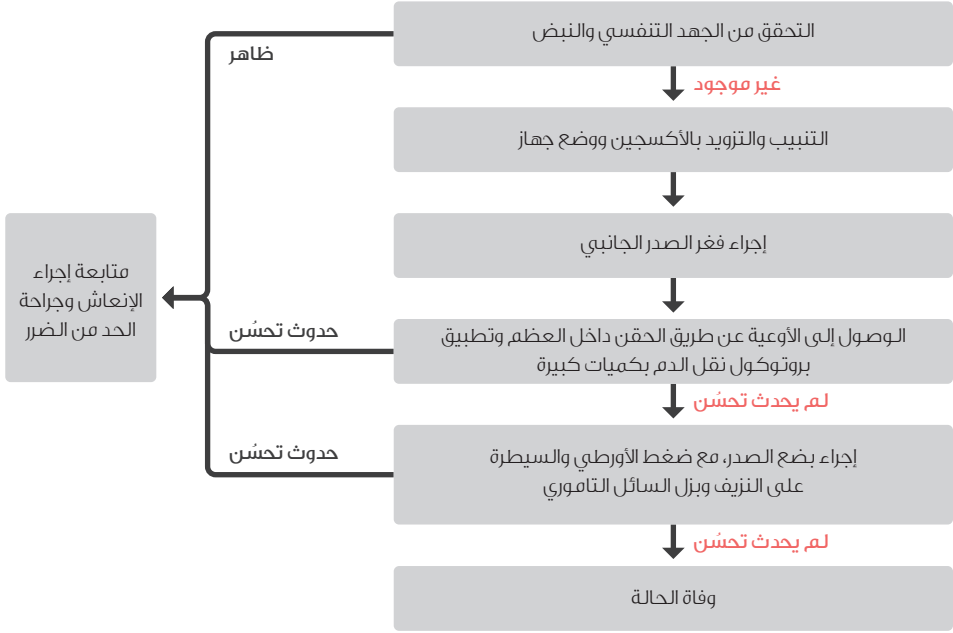 التحقق من الجهد التنفسي والنبض
ظاهر
غير موجود
التنبيب والتزويد بالأكسجين ووضع جهاز
إجراء فغر الصدر الجانبي
متابعة إجراء
الإنعاش وجراحة
الحد من الضرر
حدوث تحسُن
الوصول إلى الأوعية عن طريق الحقن داخل العظم وتطبيق
بروتوكول نقل الدم بكميات كبيرة
لم يحدث تحسُن
حدوث تحسُن
إجراء بضع الصدر، مع ضغط الأورطي والسيطرة
على النزيف وبزل السائل التاموري
لم يحدث تحسُن
وفاة الحالة